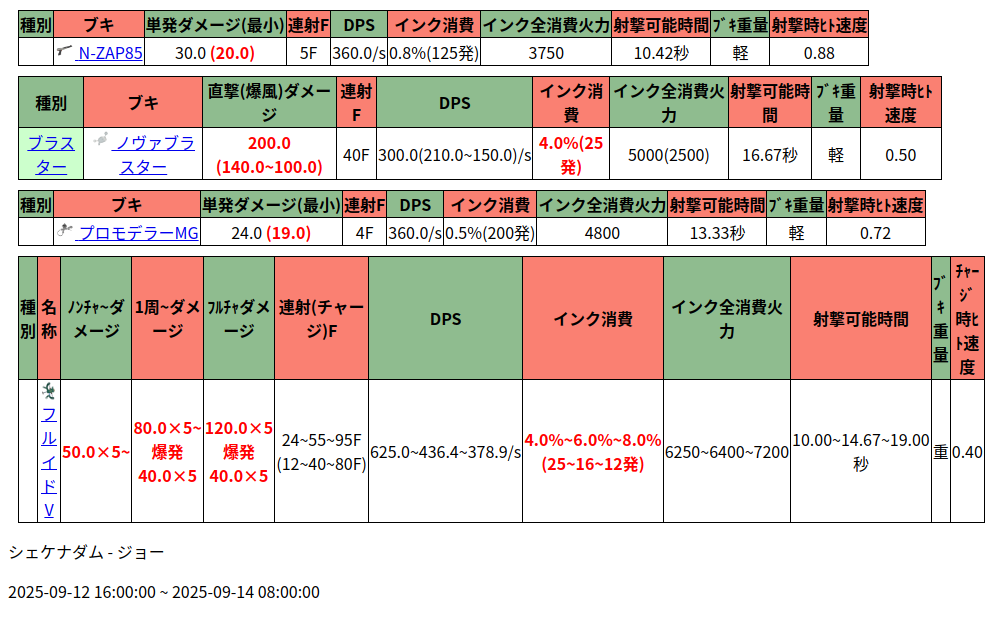 種別 ブキ 単発ダメージ(最小) 連射F DPS インク消費 インク全消費火力 射撃可能時間 ﾌﾞｷ重量 射撃時ﾋﾄ速度
N-ZAP85 30.0 (20.0) 5F 360.0/s 0.8%(125発) 3750 10.42秒 軽 0.88
種別 ブキ 直撃(爆風)ダメージ 連射F DPS インク消費 インク全消費火力 射撃可能時間 ﾌﾞｷ重量 射撃時ﾋﾄ速度
ブラスター ノヴァブラスター 200.0 (140.0~100.0) 40F 300.0(210.0~150.0)/s 4.0%(25発) 5000(2500) 16.67秒 軽 0.50
種別 ブキ 単発ダメージ(最小) 連射F DPS インク消費 インク全消費火力 射撃可能時間 ﾌﾞｷ重量 射撃時ﾋﾄ速度
プロモデラーMG 24.0 (19.0) 4F 360.0/s 0.5%(200発) 4800 13.33秒 軽 0.72
種別 名称 ﾉﾝﾁｬ~ダメージ 1周~ダメージ ﾌﾙﾁｬダメージ 連射(チャージ)F DPS インク消費 インク全消費火力 射撃可能時間 ﾌﾞｷ重量 ﾁｬｰｼﾞ時ﾋﾄ速度
フルイドV 50.0×5~ 80.0×5~爆発40.0×5 120.0×5爆発40.0×5 24~55~95F(12~40~80F) 625.0~436.4~378.9/s 4.0%~6.0%~8.0%(25~16~12発) 6250~6400~7200 10.00~14.67~19.00秒 重 0.40
シェケナダム - ジョー
2025-09-12 16:00:00 ~ 2025-09-14 08:00:00